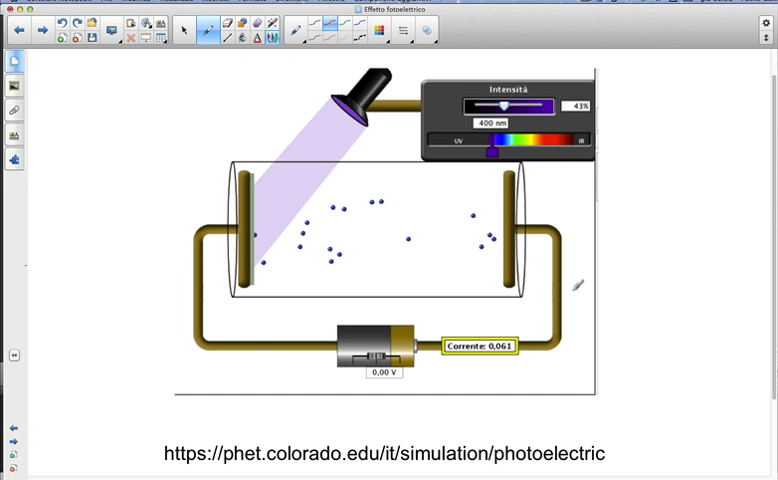 Effetto fotoelettrico
Intensità
43%
400 nm
UV
IR
Corrente: 0,061
0,00 V
https://phet.colorado.edu/it/simulation/photoelectric